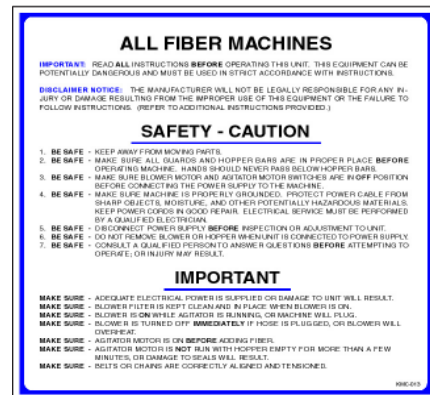 ALL FIBER MACHINES
IMPORTANT: READ ALL INSTRUCTIONS BEFORE OPERATING THIS UNIT. THIS EQUIPMENT CAN BE
POTENTIALLY DANGEROUS AND MUST BE USED IN STRICT ACCORDANCE WITH INSTRUCTIONS.
DISCLAIMER NOTICE: THE MANUFACTURER WILL NOT BE LEGALLY RESPONSIBLE FOR ANY IN-
JURY OR DAMAGE RESULTING FROM THE IMPROPER USE OF THIS EQUIPMENT OR THE FAILURE TO
FOLLOW INSTRUCTIONS. (REFER TO ADDITIONAL INSTRUCTIONS PROVIDED.)
SAFETY - CAUTION
1. BE SAFE - KEEP AWAY FROM MOVING PARTS.
2. BE SAFE - MAKE SURE ALL GUARDS AND HOPPER BARS ARE IN PROPER PLACE BEFORE
OPERATING MACHINE. HANDS SHOULD NEVER PASS BELOW HOPPER BARS.
3. BE SAFE - MAKE SURE BLOWER MOTOR AND AGITATOR MOTOR SWITCHES ARE IN OFF POSITION
BEFORE CONNECTING THE POWER SUPPLY TO THE MACHINE.
4. BE SAFE - MAKE SURE MACHINE IS PROPERLY GROUNDED. PROTECT POWER CABLE FROM
SHARP OBJECTS, MOISTURE, AND OTHER POTENTIALLY HAZARDOUS MATERIALS.
KEEP POWER CORDS IN GOOD REPAIR. ELECTRICAL SERVICE MUST BE PERFORMED
BY A QUALIFIED ELECTRICIAN.
5. BE SAFE - DISCONNECT POWER SUPPLY BEFORE INSPECTION OR ADJUSTMENT TO UNIT.
6. BE SAFE - DO NOT REMOVE BLOWER OR HOPPER WHEN UNIT IS CONNECTED TO POWER SUPPLY.
7. BE SAFE - CONSULT A QUALIFIED PERSON TO ANSWER QUESTIONS BEFORE ATTEMPTING TO
OPERATE; OR INJURY MAY RESULT.
IMPORTANT
MAKE SURE - ADEQUATE ELECTRICAL POWER IS SUPPLIED OR DAMAGE TO UNIT WILL RESULT.
MAKE SURE - BLOWER FILTER IS KEPT CLEAN AND IN PLACE WHEN BLOWER IS ON.
MAKE SURE - BLOWER IS ON WHILE AGITATOR IS RUNNING, OR MACHINE WILL PLUG.
MAKE SURE - BLOWER IS TURNED OFF IMMEDIATELY IF HOSE IS PLUGGED, OR BLOWER WILL
OVERHEAT.
MAKE SURE - AGITATOR MOTOR IS ON BEFORE ADDING FIBER.
MAKE SURE - AGITATOR MOTOR IS NOT RUN WITH HOPPER EMPTY FOR MORE THAN A FEW
MINUTES, OR DAMAGE TO SEALS WILL RESULT.
MAKE SURE - BELTS OR CHAINS ARE CORRECTLY ALIGNED AND TENSIONED.